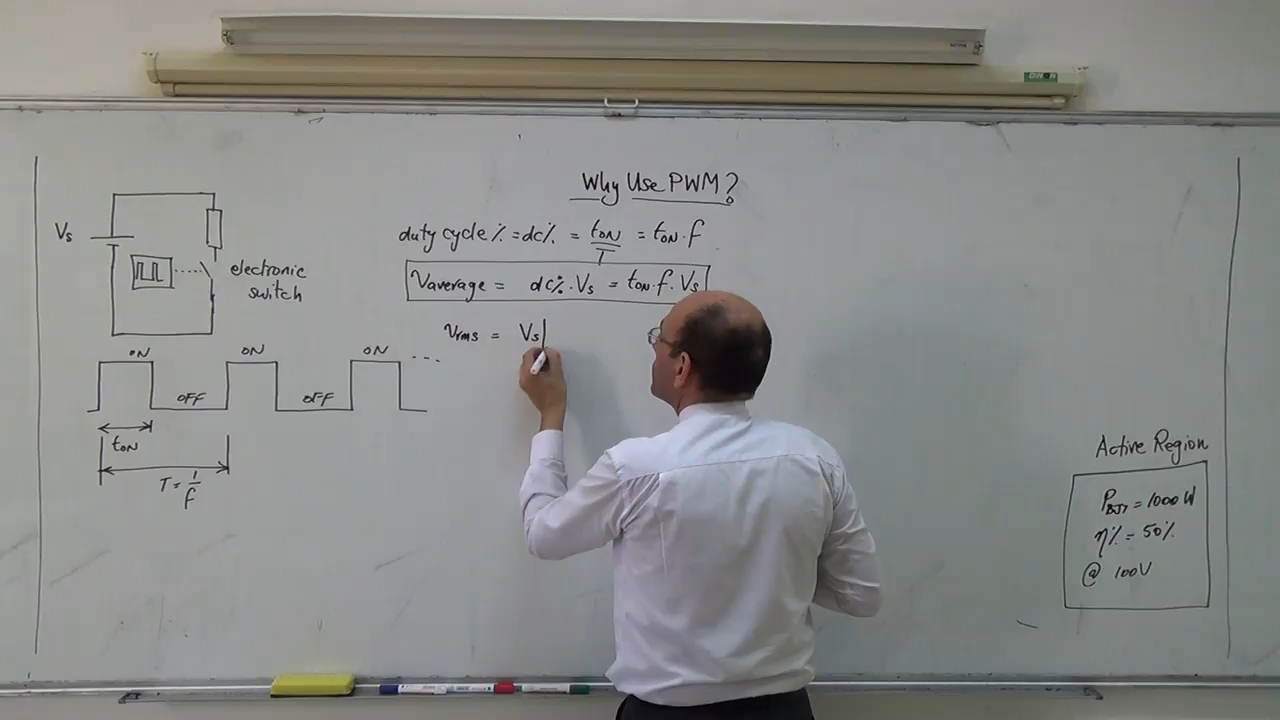 Why Use PWM?
duty cycle % = dc% = tON/T = tON.f
Vaverage = dc%.Vs = tON.f.Vs
Vrms = Vs
Vs
electronic
switch
ON ON ON ...
OFF OFF
tON
T = 1/f
Active Region
PBJT = 1000W
η% = 50%
@ 100V